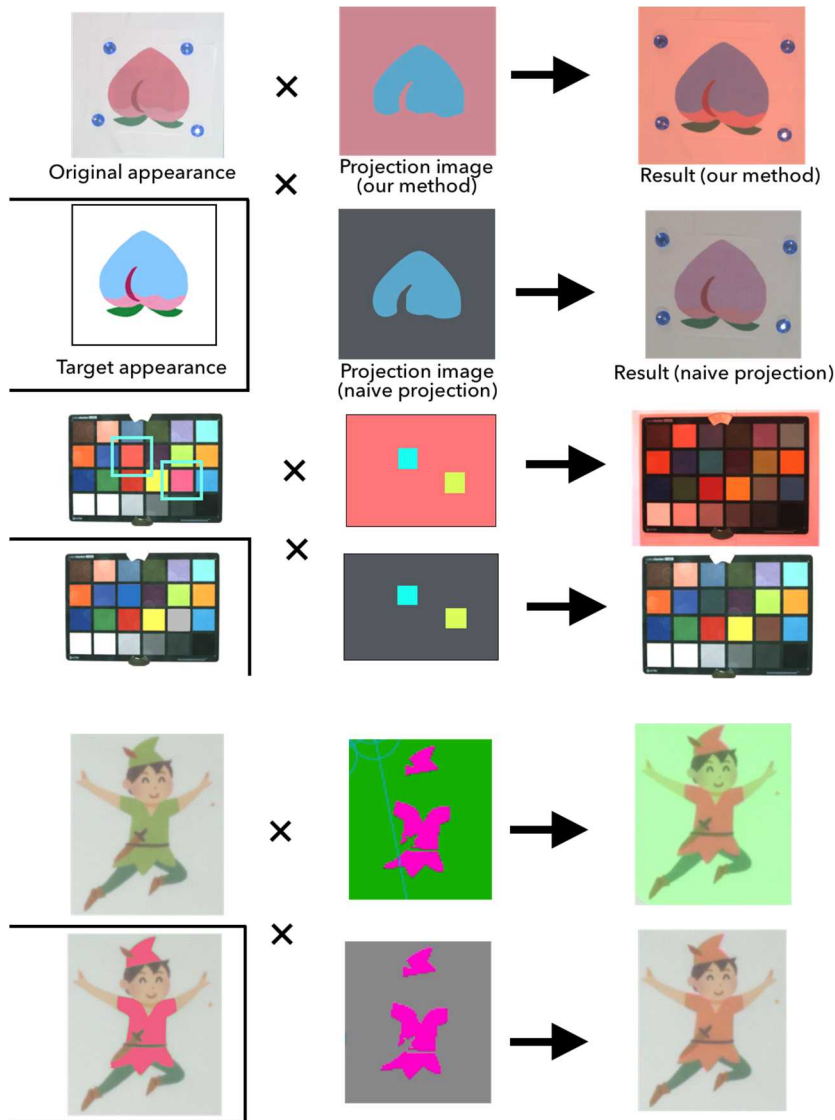 Original appearance
Projection image
(our method)
Result (our method)
Target appearance
Projection image
(naive projection)
Result (naive projection)